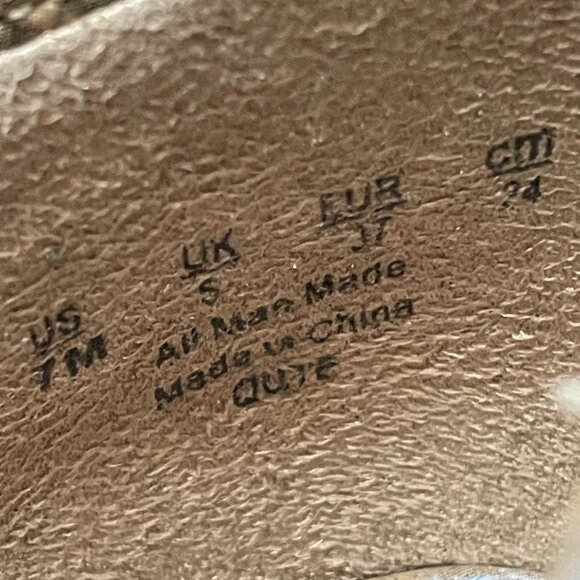 US UK EUR cm
7M 5 37 24
All Man Made
Made in China
QUTE